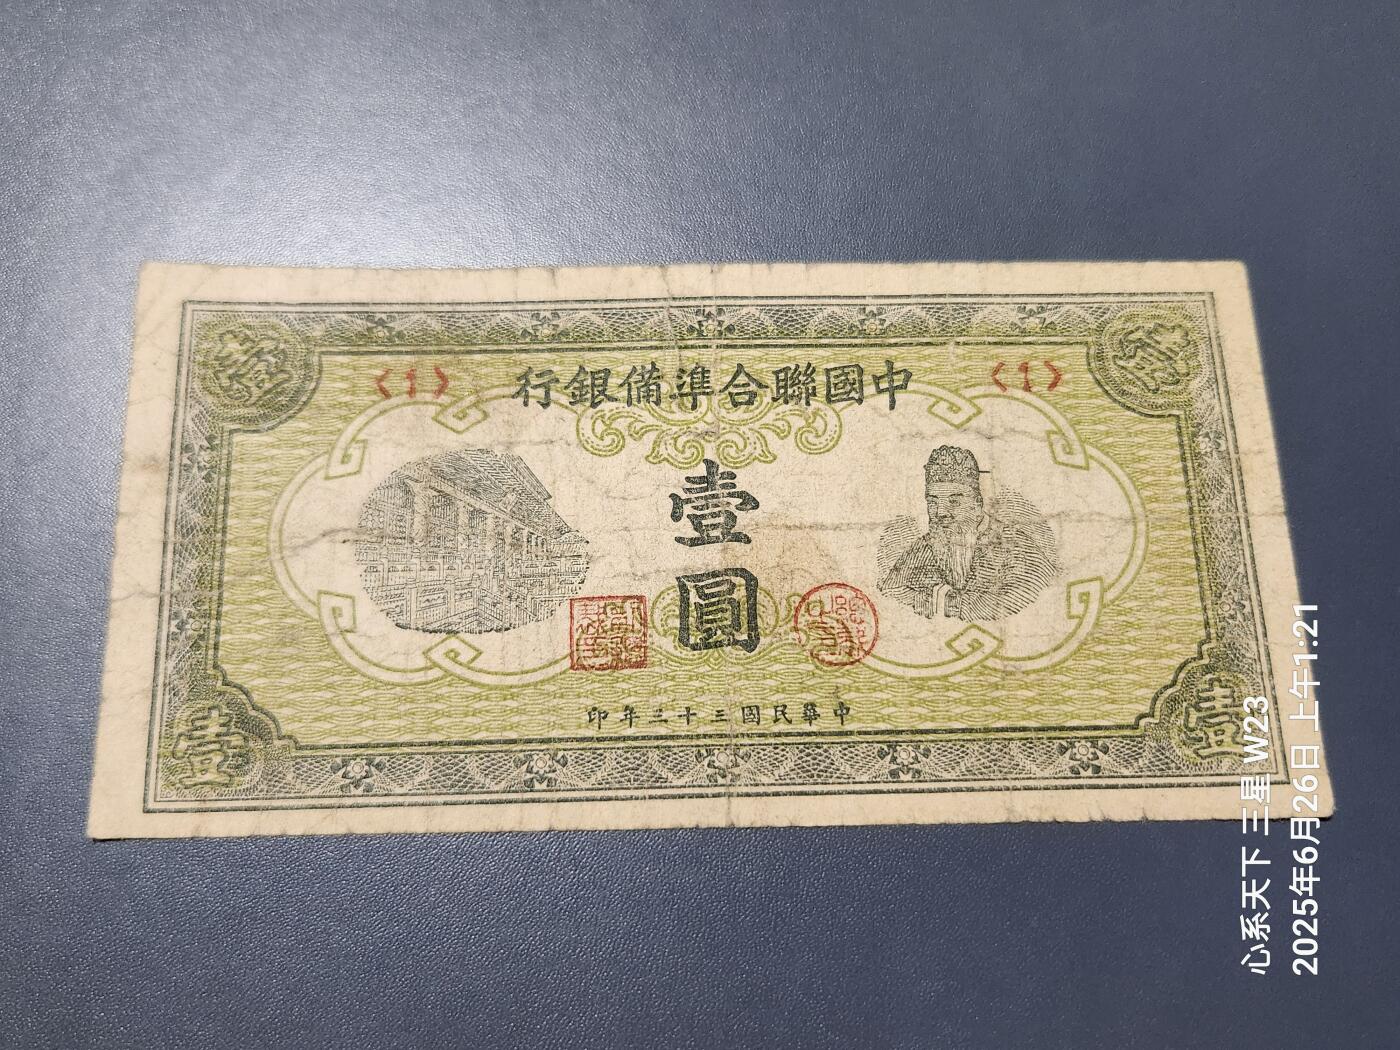 中國聯合準備銀行
〈1〉
〈1〉
壹
圓
壹
圓
壹
壹
中華民國三十三年印
心系天下 三星 W23
2025年6月26日 上午1:21